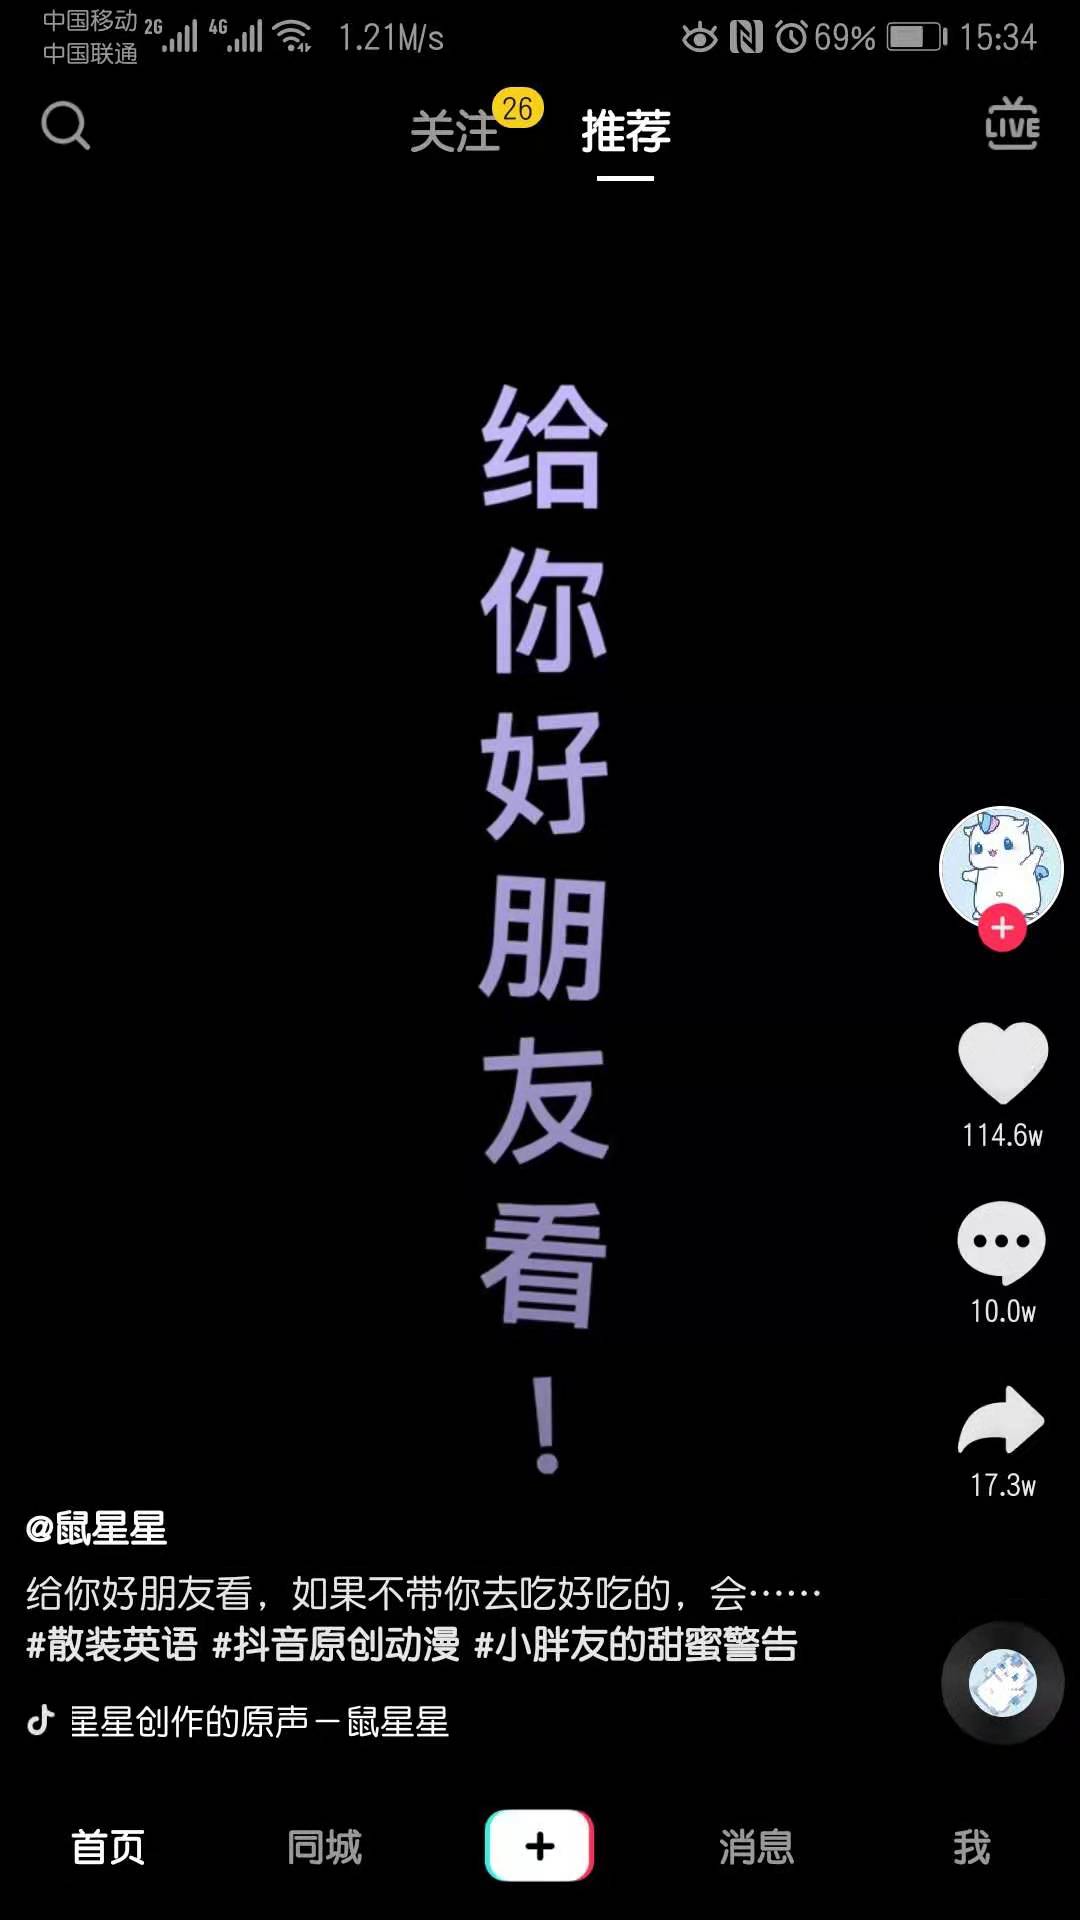 中国移动 2G 4G 1.21M/s 69% 15:34
中国联通
关注 26 推荐 LIVE
给
你
好
朋
友
看
！
114.6w
10.0w
17.3w
@鼠星星
给你好朋友看，如果不带你去吃好吃的，会……
#散装英语 #抖音原创动漫 #小胖友的甜蜜警告
星星创作的原声－鼠星星
首页 同城 消息 我